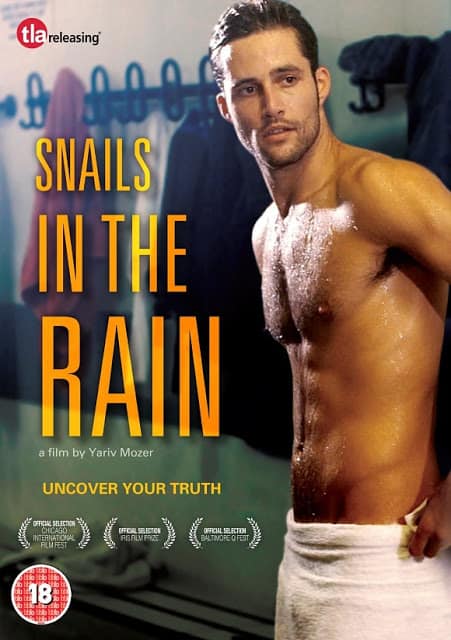 tla releasing®
SNAILS
IN THE
RAIN
a film by Yariv Mozer
UNCOVER YOUR TRUTH
OFFICIAL SELECTION
CHICAGO
INTERNATIONAL
FILM FEST
OFFICIAL SELECTION
IRIS FILM PRIZE
OFFICIAL SELECTION
BALTIMORE Q FEST
18